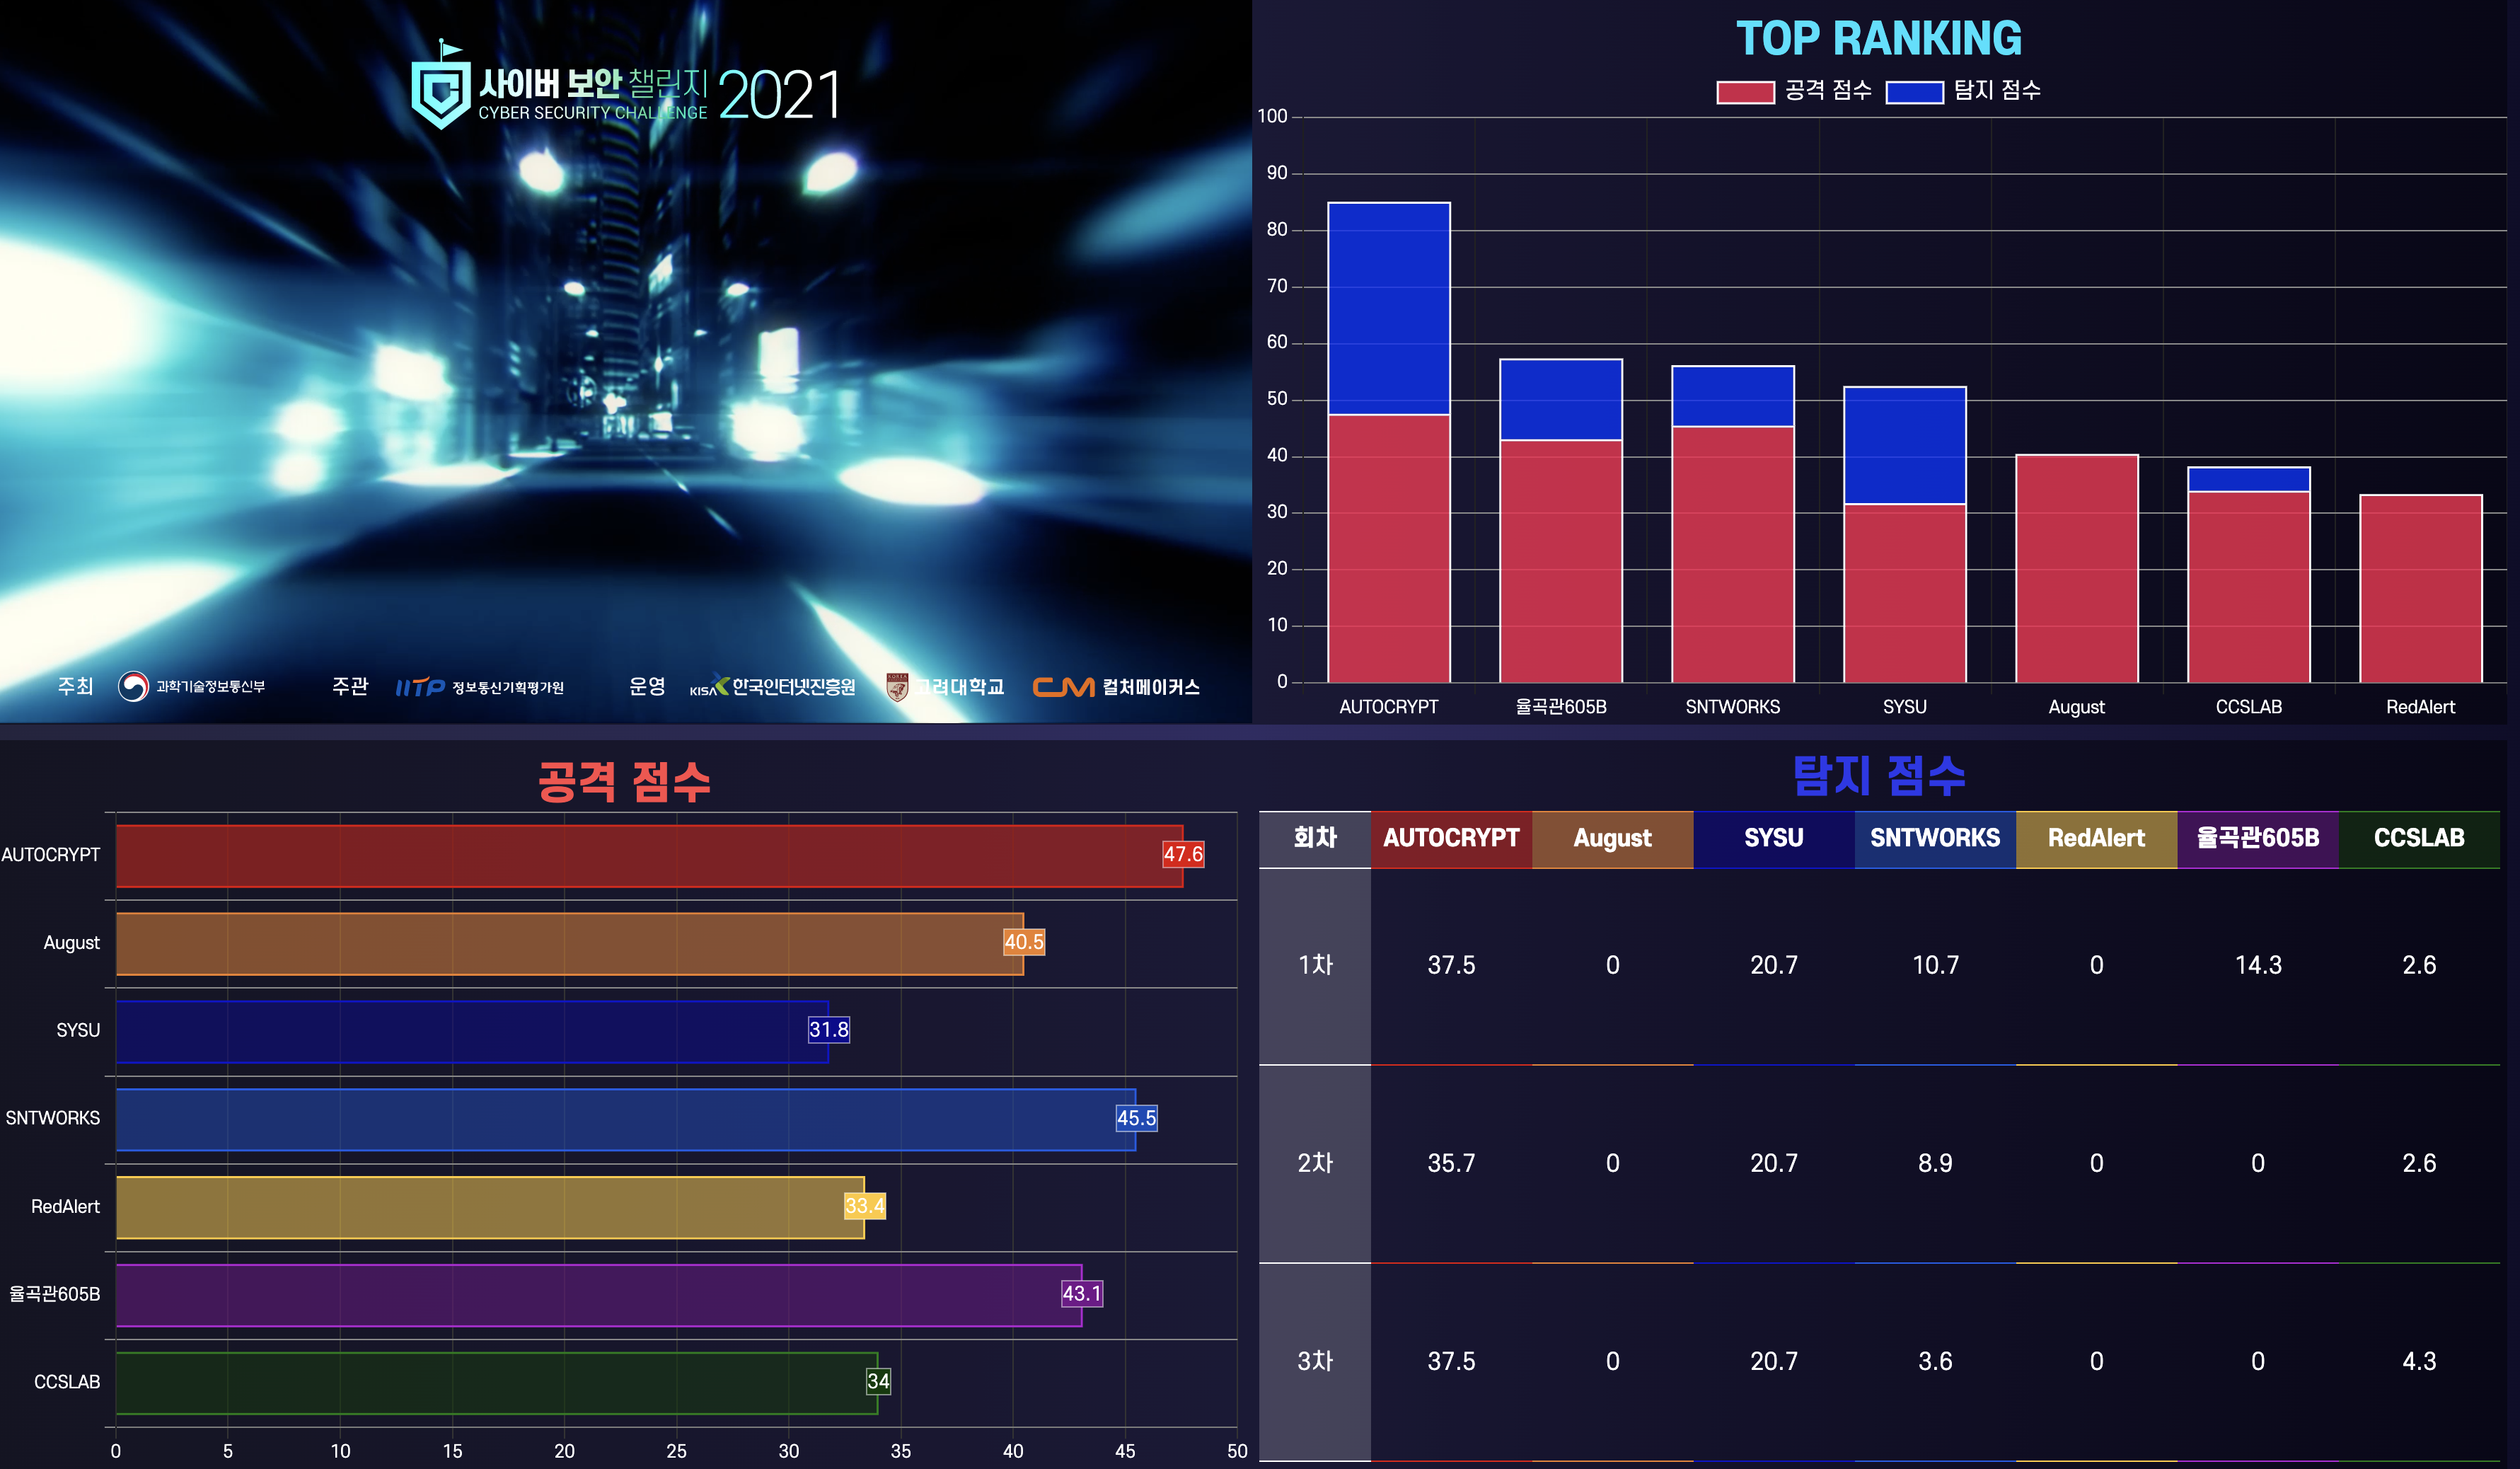 사이버 보안 챌린지 2021
CYBER SECURITY CHALLENGE
주최 과학기술정보통신부 주관 IITP 정보통신기획평가원 운영 KISA 한국인터넷진흥원 KOREA 고려대학교 CM 컬처메이커스
TOP RANKING
공격 점수 탐지 점수
100
90
80
70
60
50
40
30
20
10
0
AUTOCRYPT 율곡관605B SNTWORKS SYSU August CCSLAB RedAlert
공격 점수
AUTOCRYPT 47.6
August 40.5
SYSU 31.8
SNTWORKS 45.5
RedAlert 33.4
율곡관605B 43.1
CCSLAB 34
0 5 10 15 20 25 30 35 40 45 50
탐지 점수
회차 AUTOCRYPT August SYSU SNTWORKS RedAlert 율곡관605B CCSLAB
1차 37.5 0 20.7 10.7 0 14.3 2.6
2차 35.7 0 20.7 8.9 0 0 2.6
3차 37.5 0 20.7 3.6 0 0 4.3